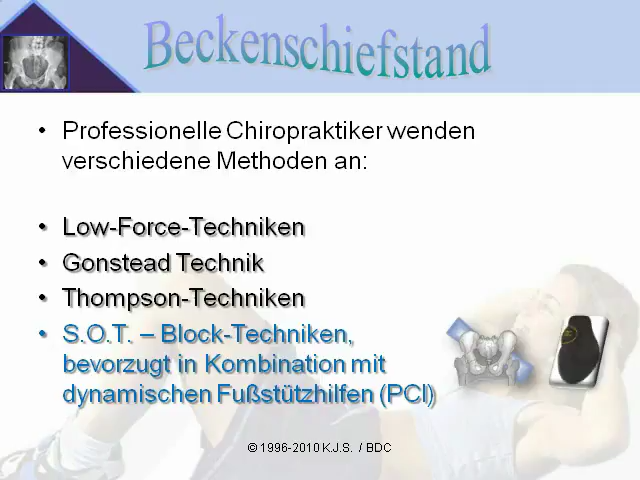 Beckenschiefstand
• Professionelle Chiropraktiker wenden
verschiedene Methoden an:
• Low-Force-Techniken
• Gonstead Technik
• Thompson-Techniken
• S.O.T. – Block-Techniken,
bevorzugt in Kombination mit
dynamischen Fußstützhilfen (PCI)
© 1996-2010 K.J.S. / BDC